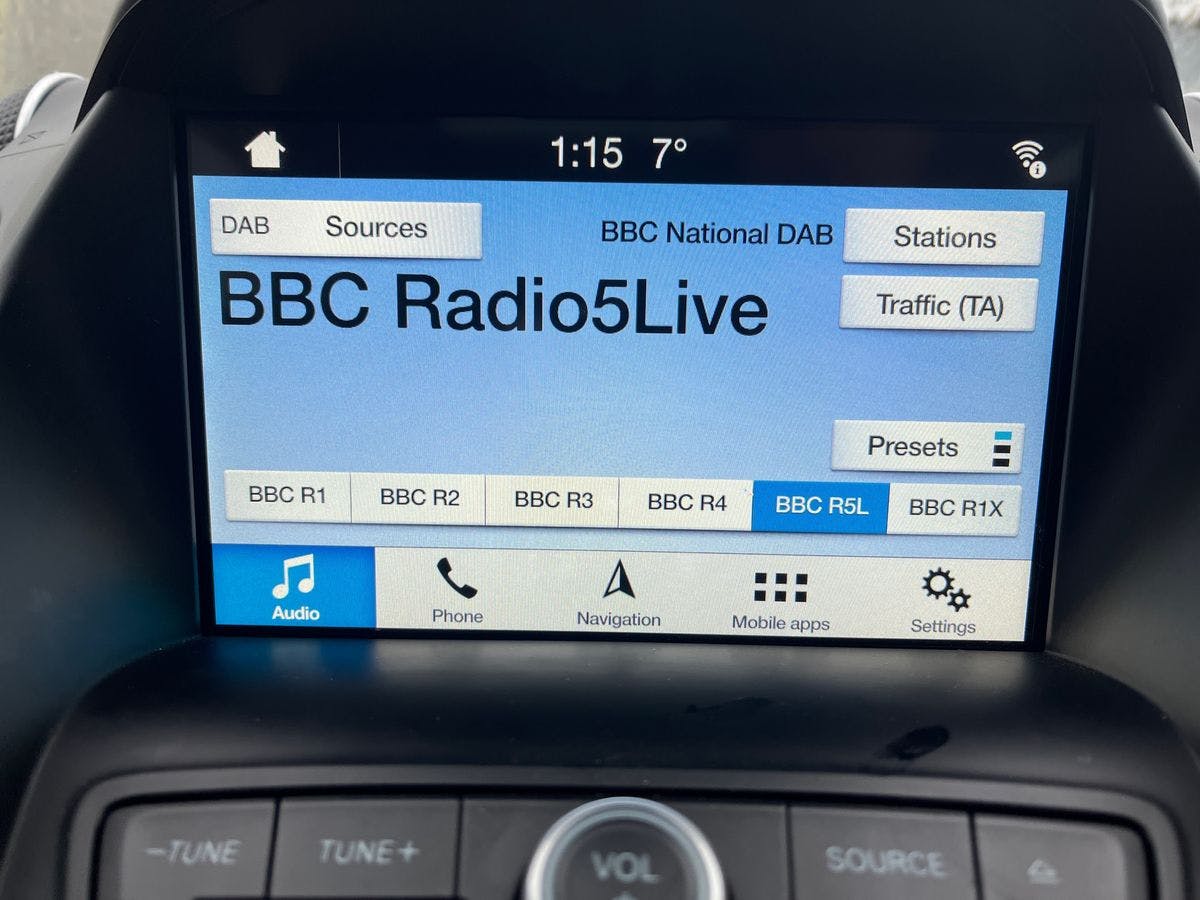 1:15 7°
DAB Sources
BBC National DAB
Stations
BBC Radio5Live
Traffic (TA)
Presets
BBC R1 BBC R2 BBC R3 BBC R4 BBC R5L BBC R1X
Audio Phone Navigation Mobile apps Settings
-TUNE TUNE+ VOL SOURCE